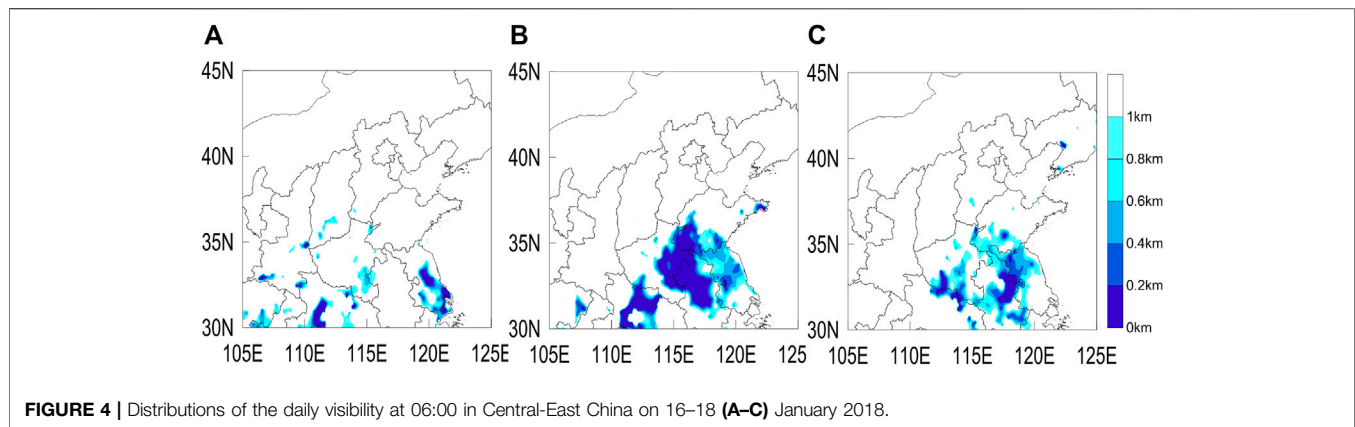 A
B
C
45N
40N
35N
30N
105E 110E 115E 120E 125E
45N
40N
35N
30N
105E 110E 115E 120E 125
45N
40N
35N
30N
105E 110E 115E 120E 125E
1km
0.8km
0.6km
0.4km
0.2km
0km
FIGURE 4 | Distributions of the daily visibility at 06:00 in Central-East China on 16–18 (A–C) January 2018.